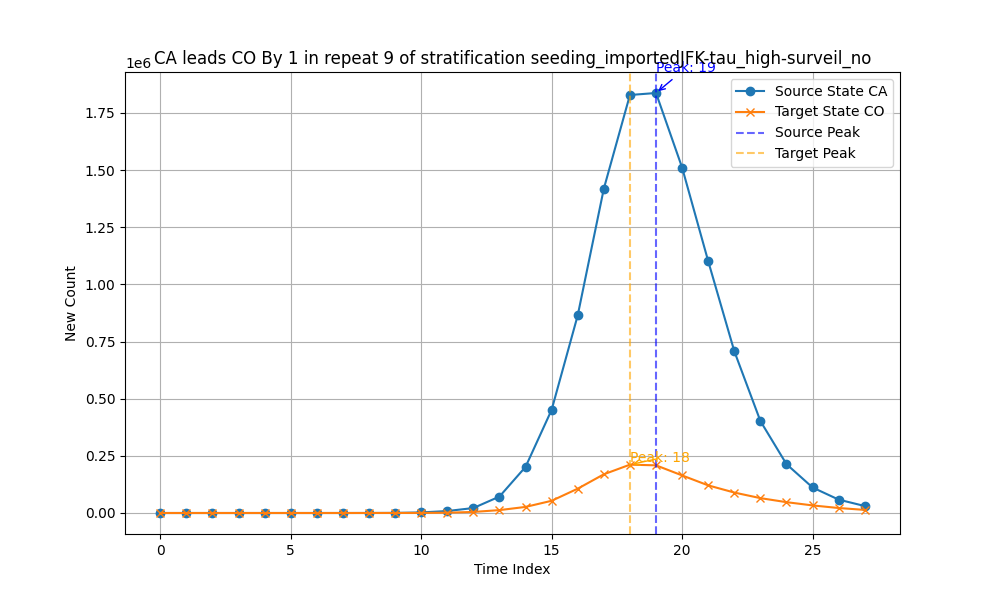 CA leads CO By 1 in repeat 9 of stratification seeding_importedJFK-tau_high-surveil_no
1e6
Peak: 19
Source State CA
Target State CO
Source Peak
Target Peak
1.75
1.50
1.25
1.00
0.75
0.50
0.25
0.00
New Count
Peak: 18
0
5
10
15
20
25
Time Index